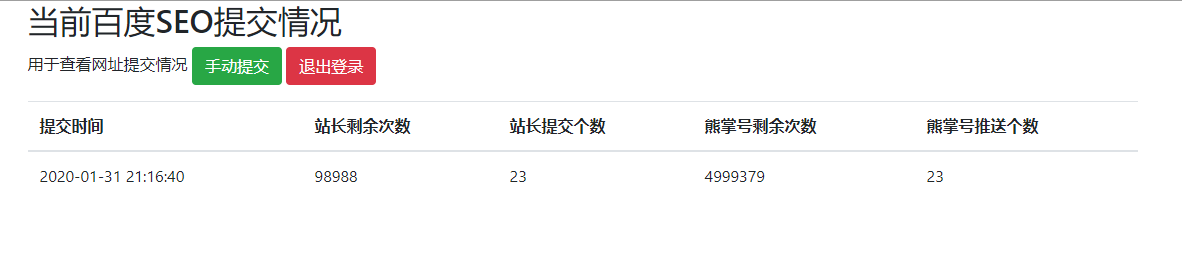 当前百度SEO提交情况
用于查看网址提交情况 手动提交 退出登录
提交时间 站长剩余次数 站长提交个数 熊掌号剩余次数 熊掌号推送个数
2020-01-31 21:16:40 98988 23 4999379 23